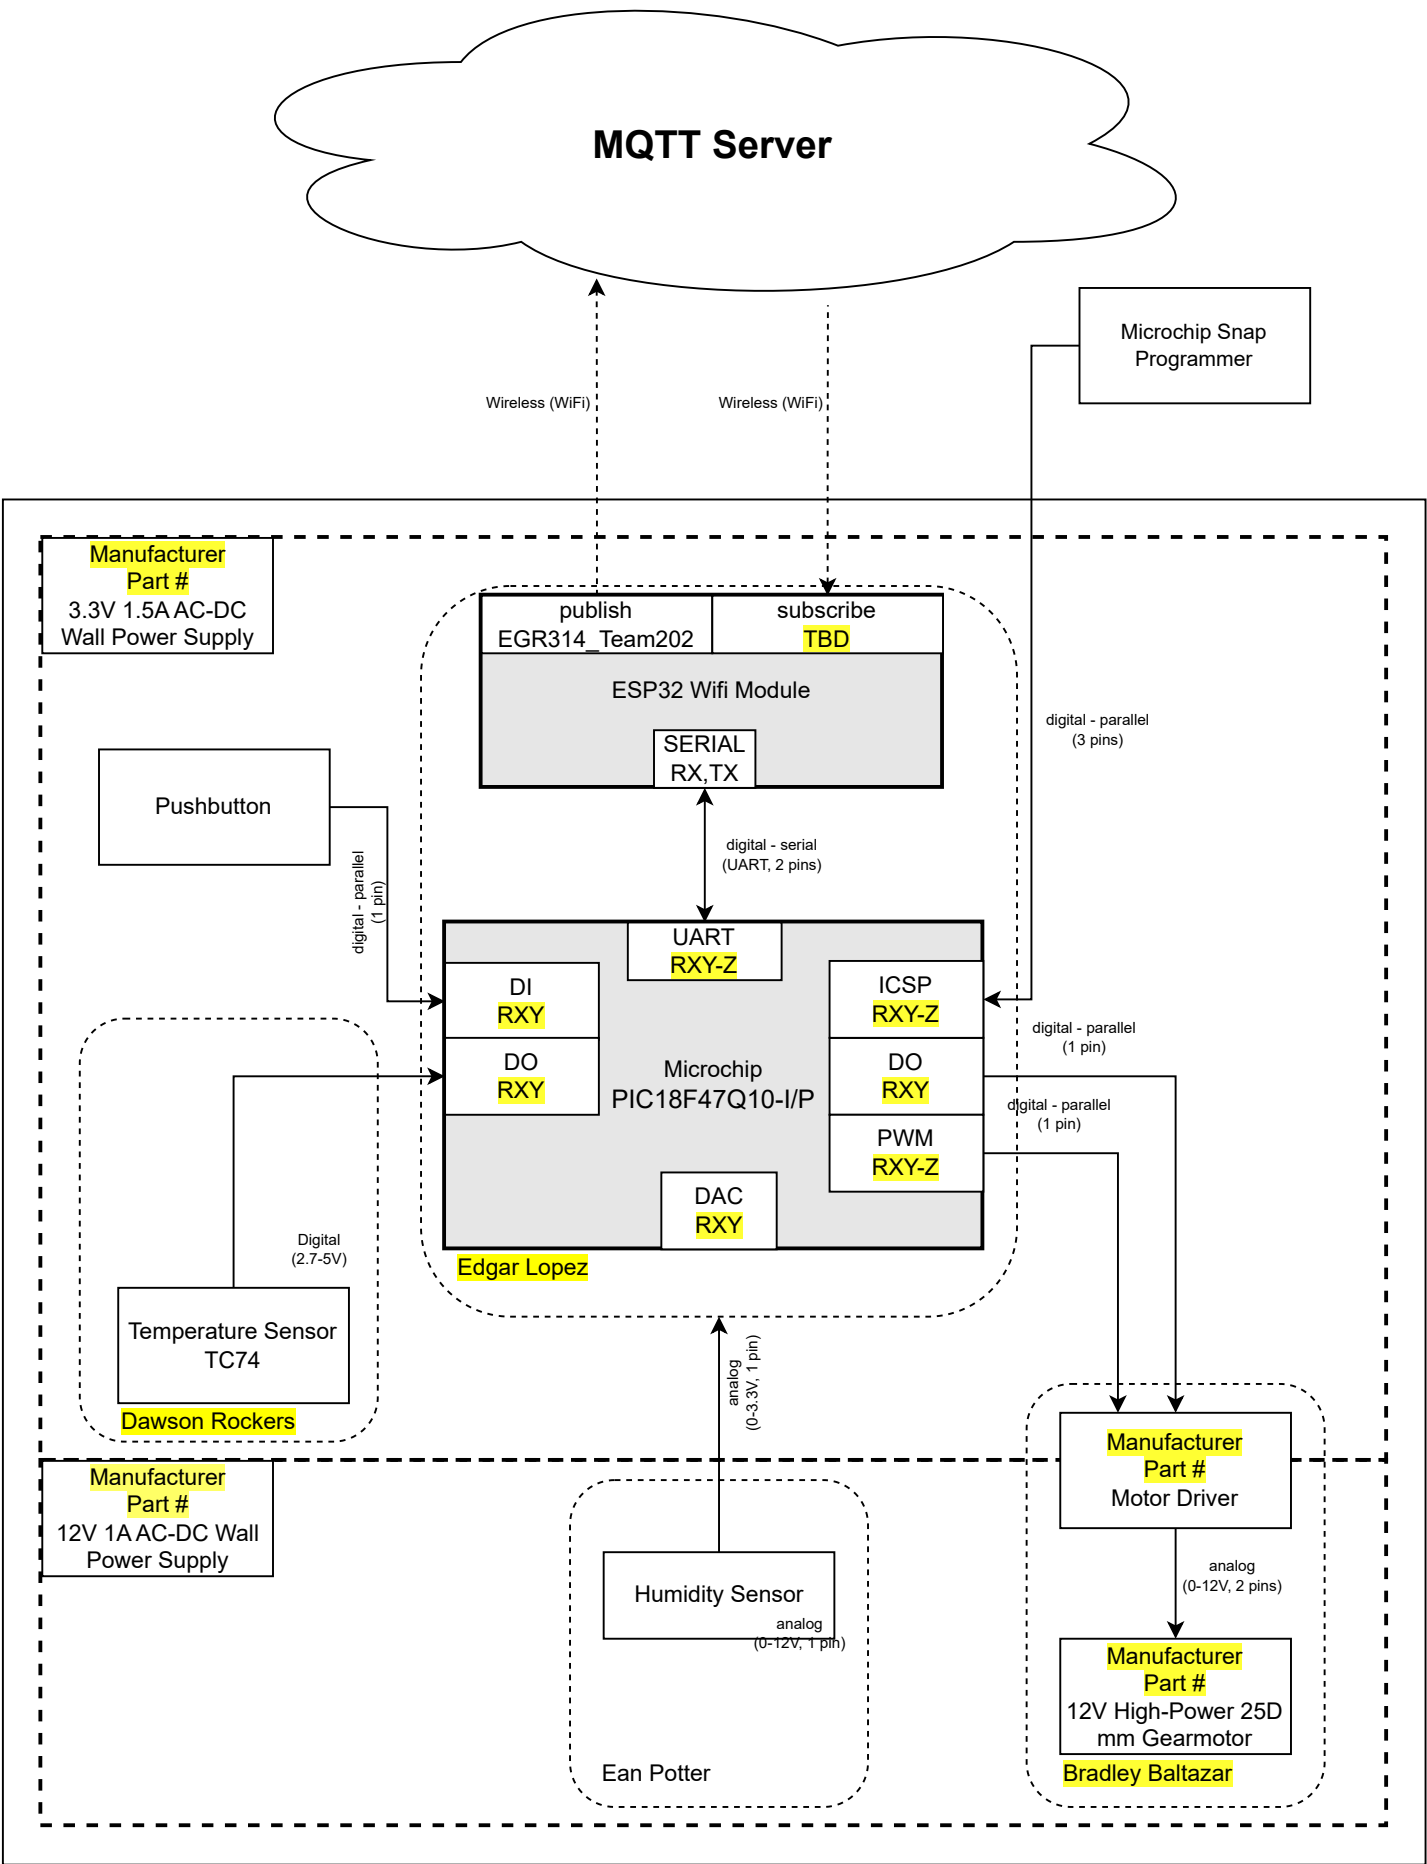 MQTT Server
Microchip Snap
Programmer
Wireless (WiFi)
Wireless (WiFi)
Manufacturer
Part #
3.3V 1.5A AC-DC
Wall Power Supply
publish
EGR314_Team202
subscribe
TBD
ESP32 Wifi Module
SERIAL
RX,TX
digital - parallel
(3 pins)
Pushbutton
digital - parallel
(1 pin)
digital - serial
(UART, 2 pins)
UART
RXY-Z
DI
RXY
DO
RXY
ICSP
RXY-Z
DO
RXY
PWM
RXY-Z
Microchip
PIC18F47Q10-I/P
DAC
RXY
Edgar Lopez
digital - parallel
(1 pin)
digital - parallel
(1 pin)
Digital
(2.7-5V)
Temperature Sensor
TC74
Dawson Rockers
analog
(0-3.3V, 1 pin)
Manufacturer
Part #
Motor Driver
Manufacturer
Part #
12V 1A AC-DC Wall
Power Supply
Humidity Sensor
analog
(0-12V, 1 pin)
Ean Potter
analog
(0-12V, 2 pins)
Manufacturer
Part #
12V High-Power 25D
mm Gearmotor
Bradley Baltazar